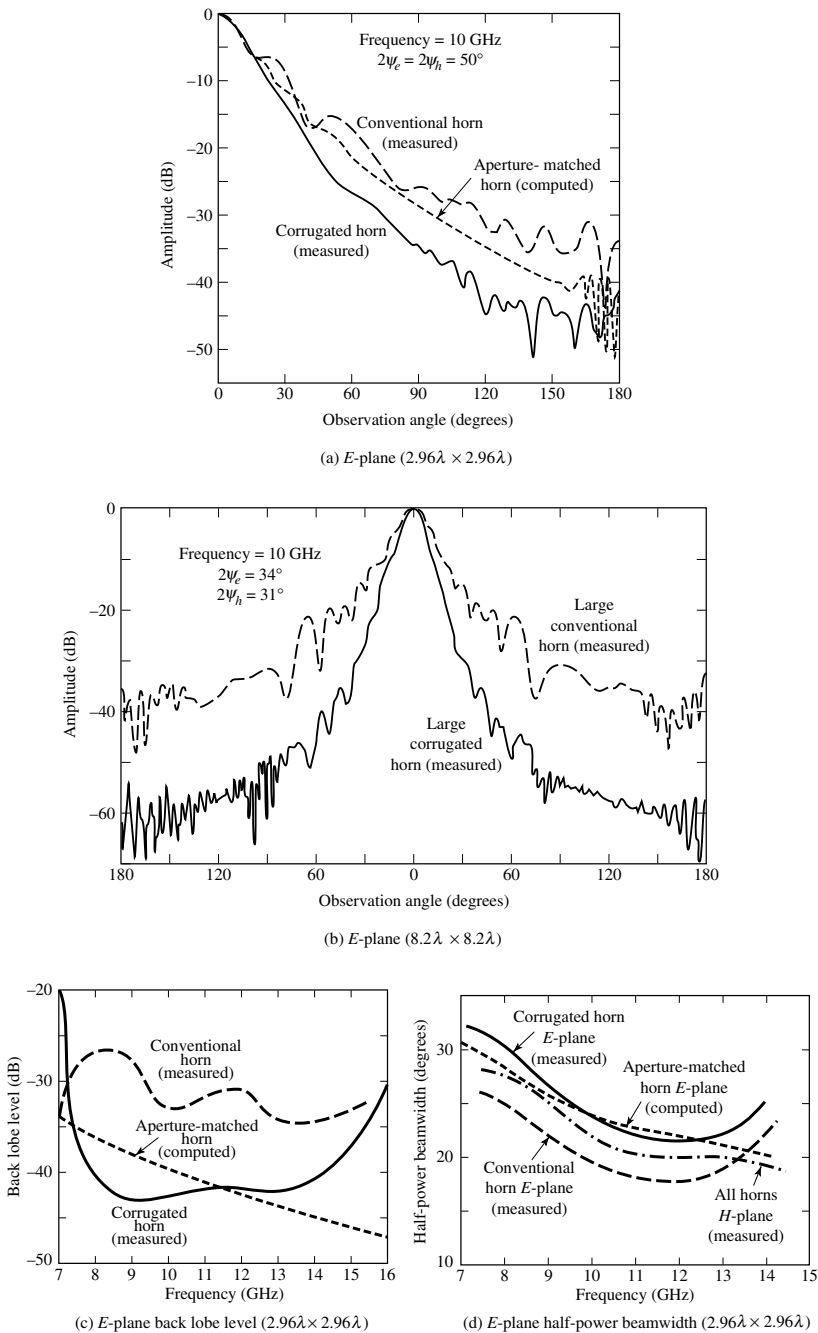 0
−10
−20
−30
−40
−50
Amplitude (dB)
Frequency = 10 GHz
2ψe = 2ψh = 50°
Conventional horn
(measured)
Aperture- matched
horn (computed)
Corrugated horn
(measured)
0 30 60 90 120 150 180
Observation angle (degrees)
(a) E-plane (2.96λ × 2.96λ)
0
−20
−40
−60
Amplitude (dB)
Frequency = 10 GHz
2ψe = 34°
2ψh = 31°
Large
conventional
horn (measured)
Large
corrugated
horn (measured)
180 120 60 0 60 120 180
Observation angle (degrees)
(b) E-plane (8.2λ × 8.2λ)
−20
−30
−40
−50
Back lobe level (dB)
Conventional
horn
(measured)
Aperture-matched
horn
(computed)
Corrugated
horn
(measured)
7 8 9 10 11 12 13 14 15 16
Frequency (GHz)
(c) E-plane back lobe level (2.96λ× 2.96λ)
30
20
10
Half-power beamwidth (degrees)
Corrugated horn
E-plane
(measured)
Aperture-matched
horn E-plane
(computed)
Conventional
horn E-plane
(measured)
All horns
H-plane
(measured)
7 8 9 10 11 12 13 14 15
Frequency (GHz)
(d) E-plane half-power beamwidth (2.96λ× 2.96λ)